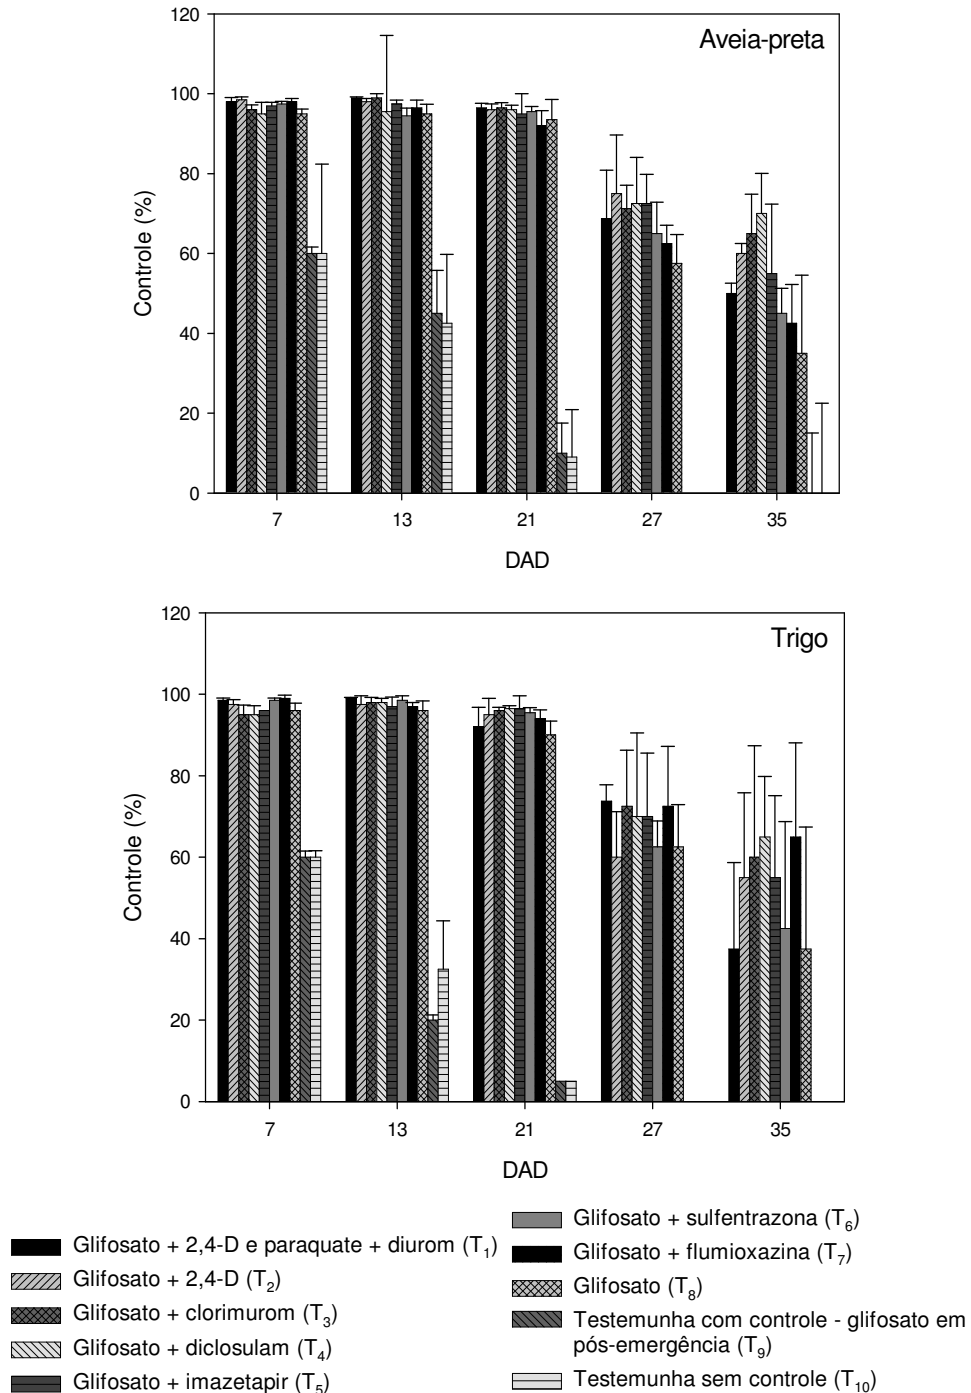 120
Aveia-preta
100
80
60
40
20
0
Controle (%)
7 13 21 27 35
DAD
120
Trigo
100
80
60
40
20
0
Controle (%)
7 13 21 27 35
DAD
Glifosato + 2,4-D e paraquate + diurom (T1)
Glifosato + 2,4-D (T2)
Glifosato + clorimurom (T3)
Glifosato + diclosulam (T4)
Glifosato + imazetapir (T5)
Glifosato + sulfentrazona (T6)
Glifosato + flumioxazina (T7)
Glifosato (T8)
Testemunha com controle - glifosato em
pós-emergência (T9)
Testemunha sem controle (T10)